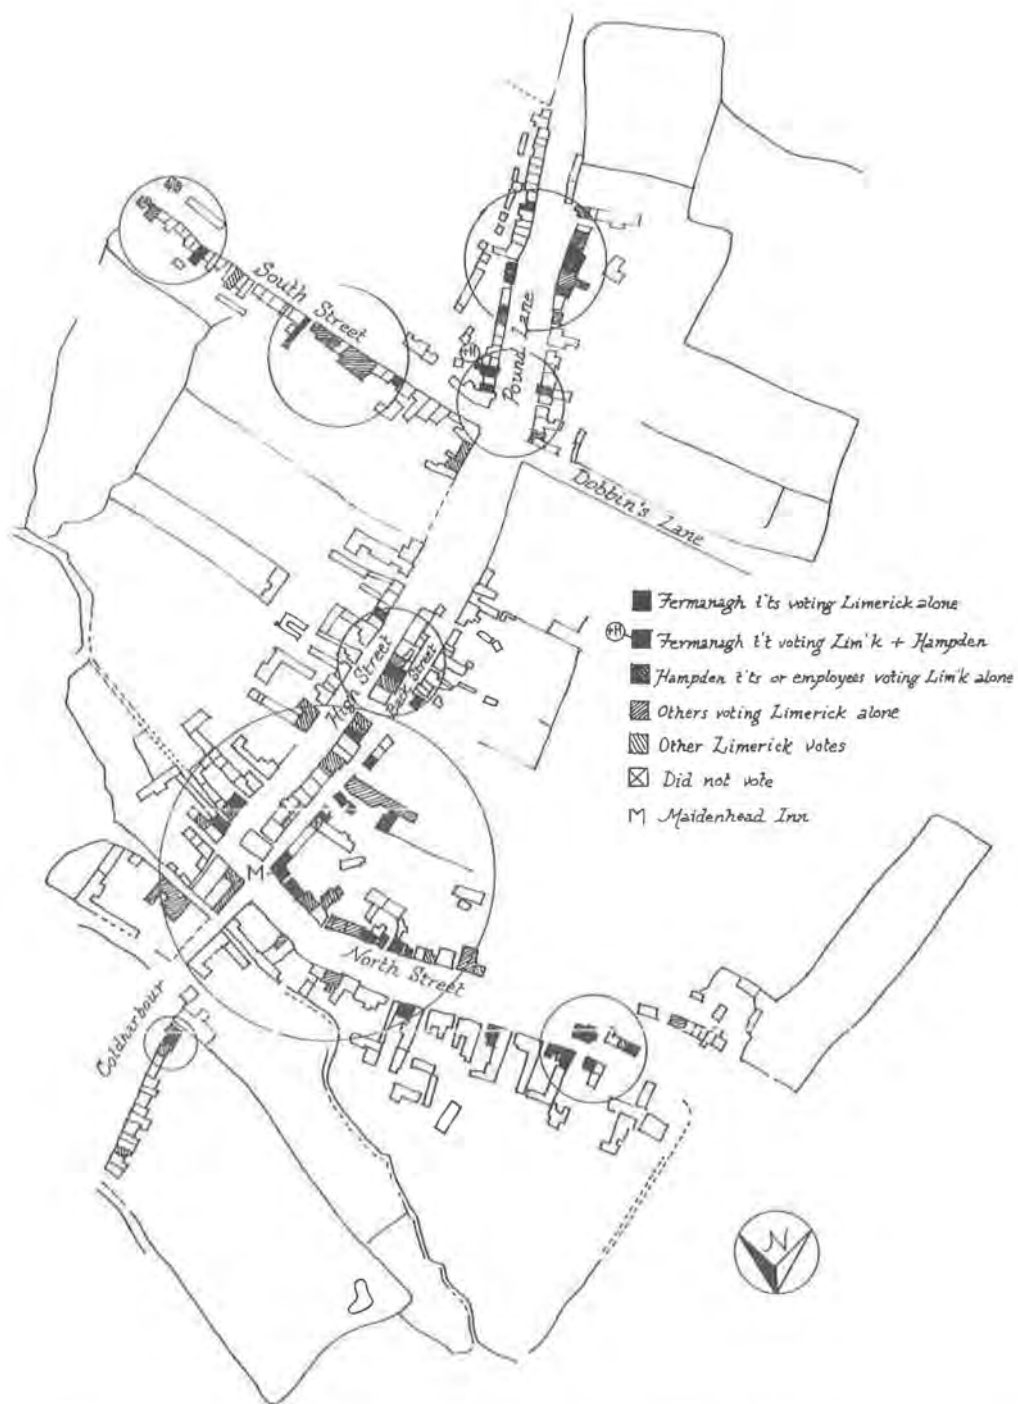 South Street
Pound Lane
+H
Dobbin's Lane
High Street
Back Street
Fermanagh t'ts voting Limerick alone
+H
Fermanagh t't voting Lim'k + Hampden
Hampden t'ts or employees voting Lim'k alone
Others voting Limerick alone
Other Limerick votes
Did not vote
M Maidenhead Inn
M
North Street
Coldharbour
N